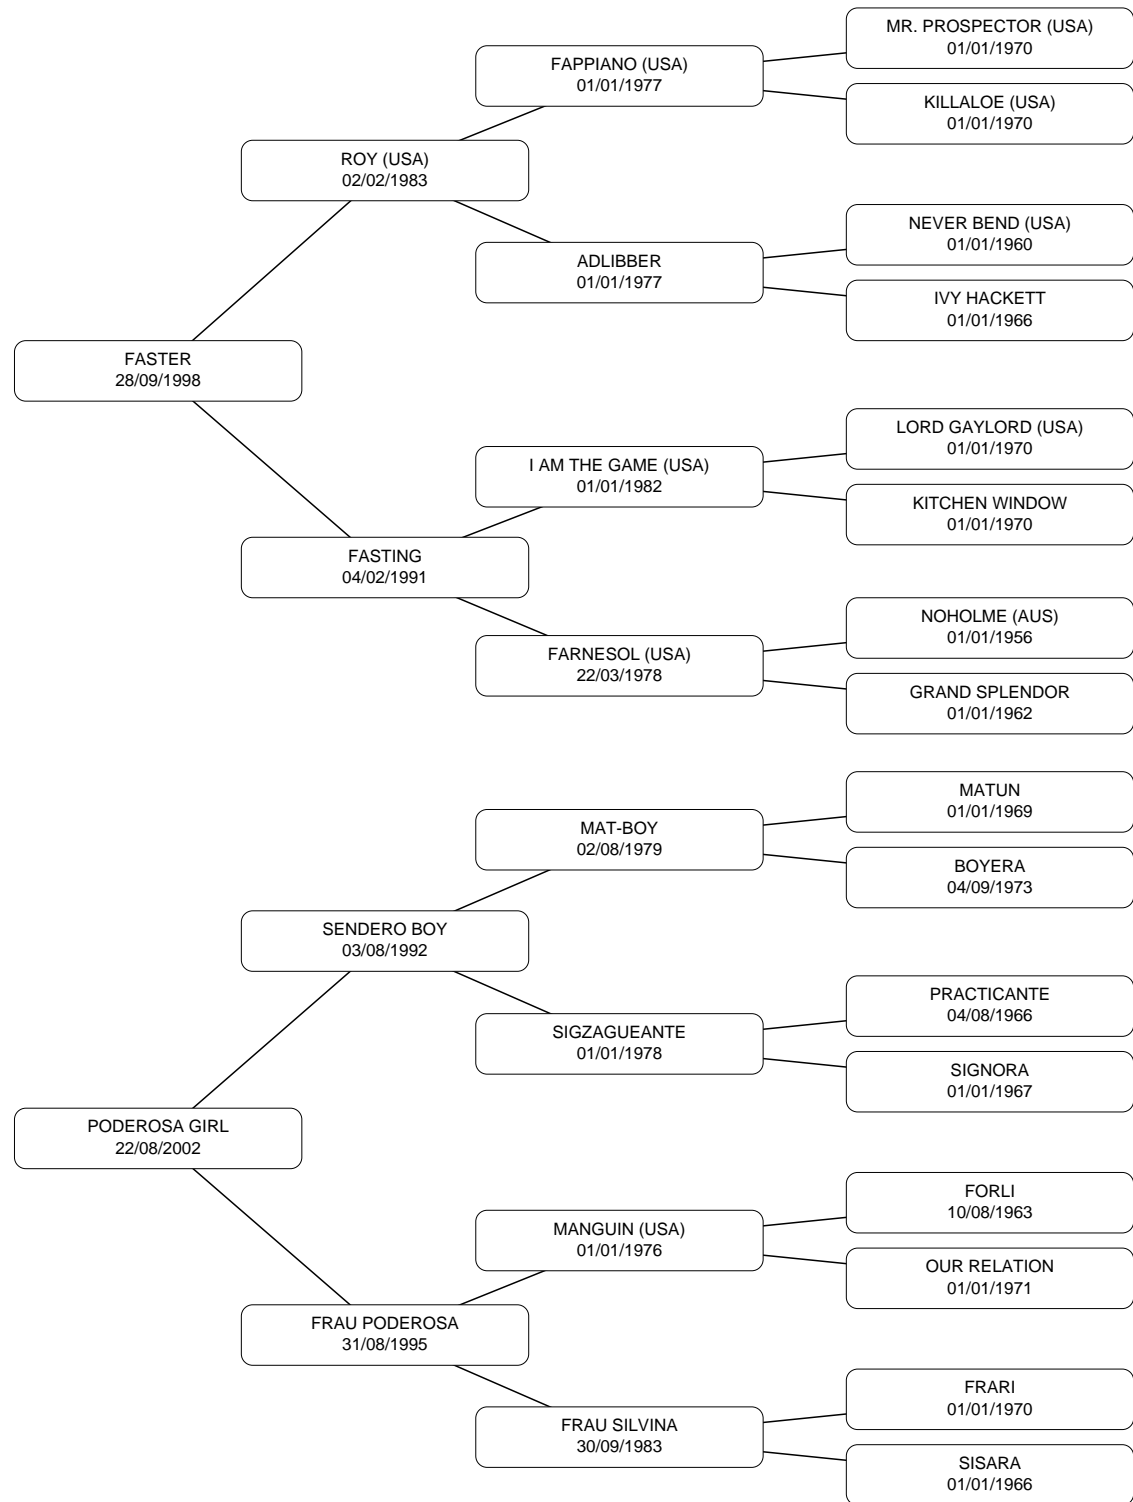 MR. PROSPECTOR (USA)
01/01/1970
FAPPIANO (USA)
01/01/1977
KILLALOE (USA)
01/01/1970
ROY (USA)
02/02/1983
NEVER BEND (USA)
01/01/1960
ADLIBBER
01/01/1977
IVY HACKETT
01/01/1966
FASTER
28/09/1998
LORD GAYLORD (USA)
01/01/1970
I AM THE GAME (USA)
01/01/1982
KITCHEN WINDOW
01/01/1970
FASTING
04/02/1991
NOHOLME (AUS)
01/01/1956
FARNESOL (USA)
22/03/1978
GRAND SPLENDOR
01/01/1962
MATUN
01/01/1969
MAT-BOY
02/08/1979
BOYERA
04/09/1973
SENDERO BOY
03/08/1992
PRACTICANTE
04/08/1966
SIGZAGUEANTE
01/01/1978
SIGNORA
01/01/1967
PODEROSA GIRL
22/08/2002
FORLI
10/08/1963
MANGUIN (USA)
01/01/1976
OUR RELATION
01/01/1971
FRAU PODEROSA
31/08/1995
FRARI
01/01/1970
FRAU SILVINA
30/09/1983
SISARA
01/01/1966